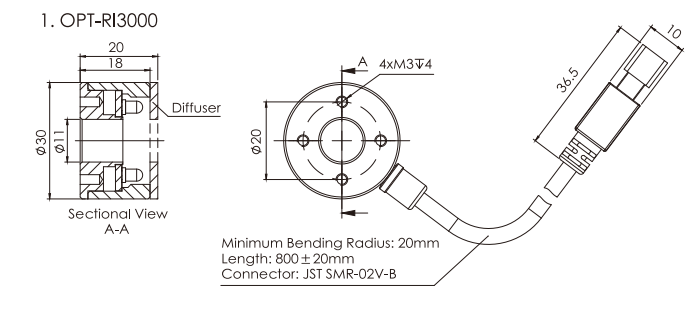 1. OPT-RI3000
20
18
Diffuser
Ø30
Ø11
Sectional View
A-A
A
4xM3↧4
Ø20
36.5
10
Minimum Bending Radius: 20mm
Length: 800±20mm
Connector: JST SMR-02V-B